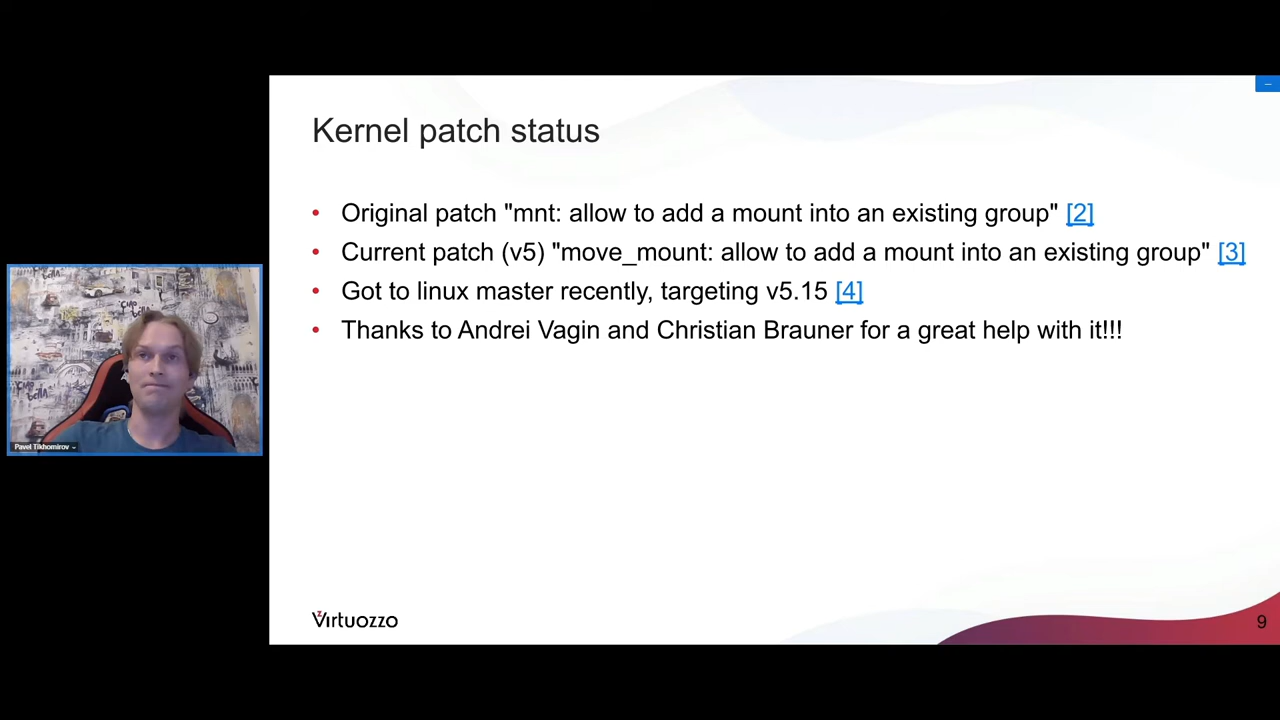 Kernel patch status
• Original patch "mnt: allow to add a mount into an existing group" [2]
• Current patch (v5) "move_mount: allow to add a mount into an existing group" [3]
• Got to linux master recently, targeting v5.15 [4]
• Thanks to Andrei Vagin and Christian Brauner for a great help with it!!!
Pavel Tikhomirov
Virtuozzo
9